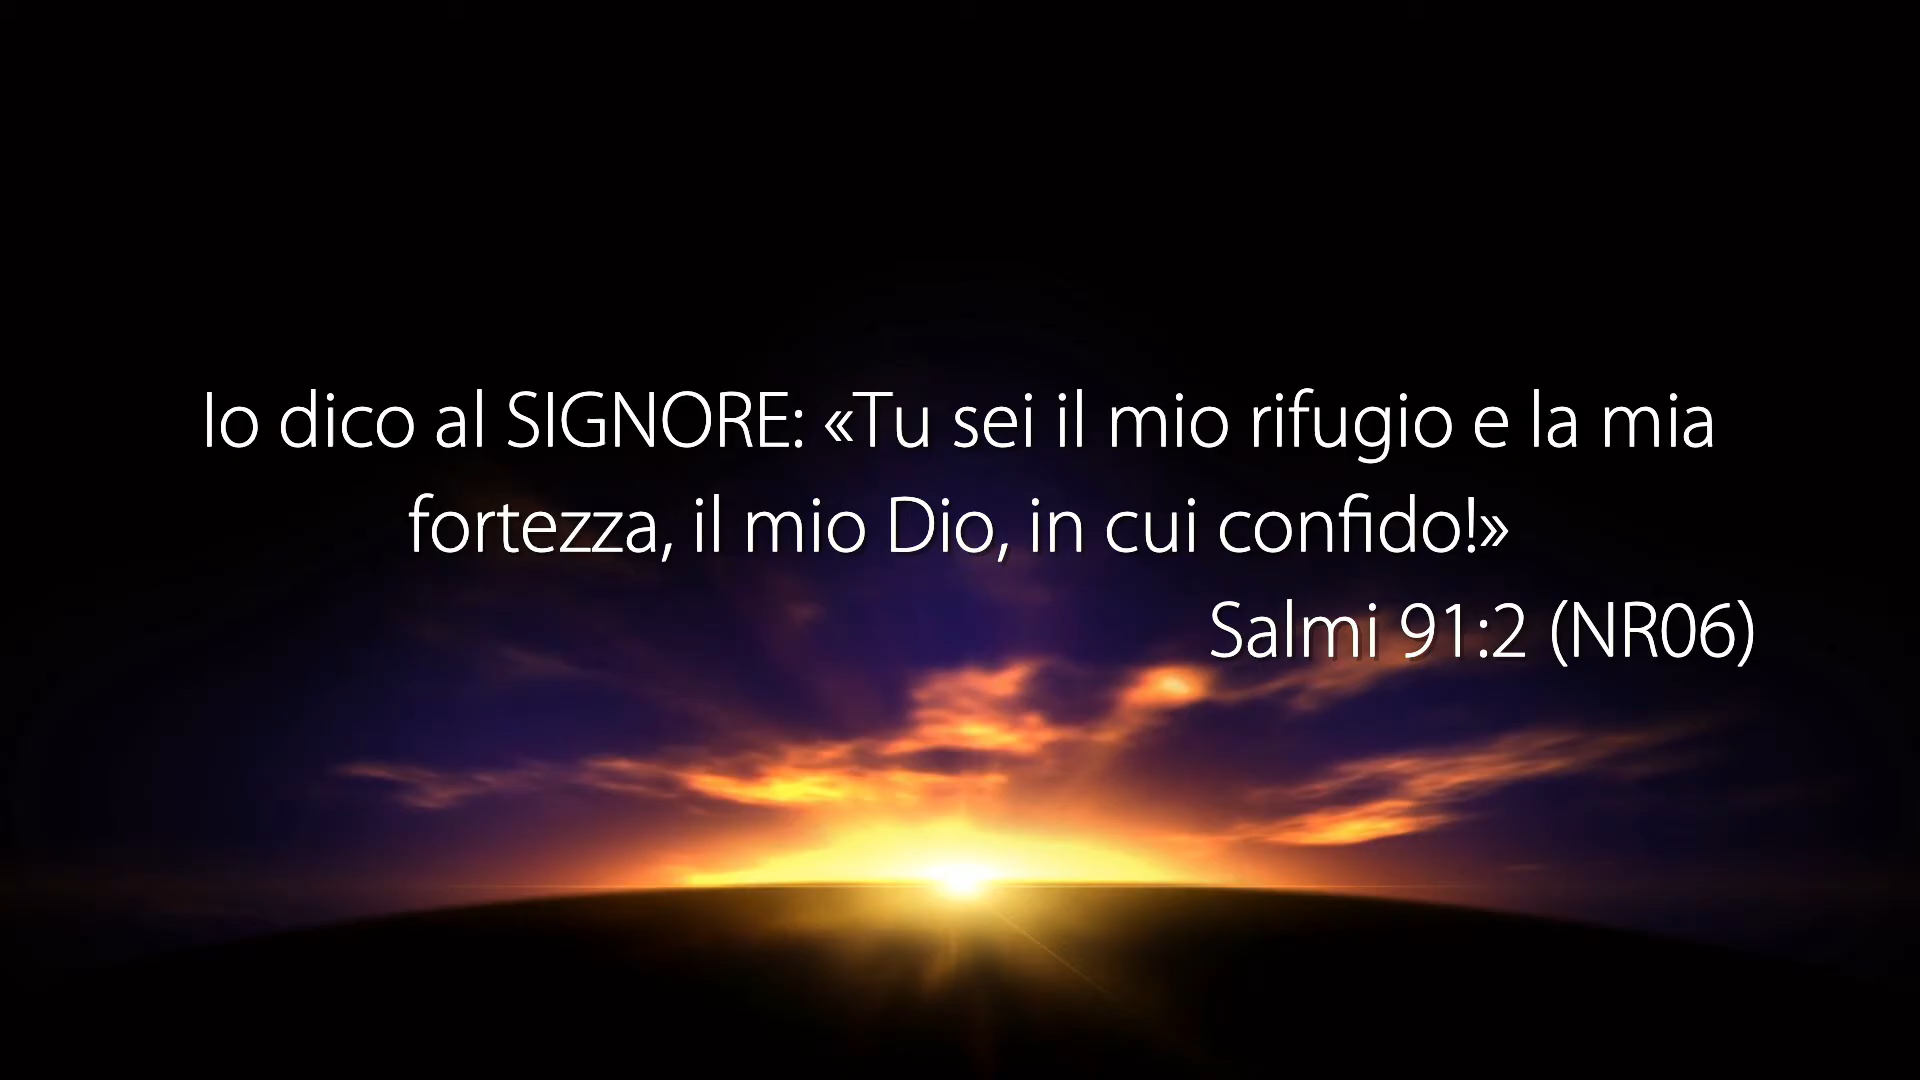 Io dico al SIGNORE: «Tu sei il mio rifugio e la mia
fortezza, il mio Dio, in cui confido!»
Salmi 91:2 (NR06)